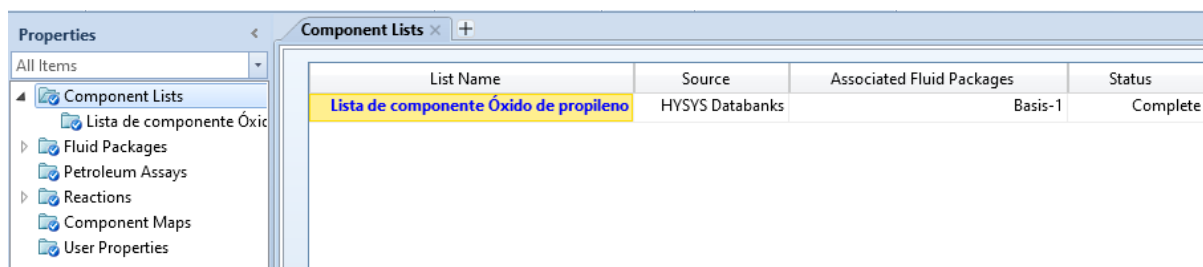 Properties
All Items
Component Lists
Lista de componente Óxic
Fluid Packages
Petroleum Assays
Reactions
Component Maps
User Properties
Component Lists
List Name Source Associated Fluid Packages Status
Lista de componente Óxido de propileno HYSYS Databanks Basis-1 Complete